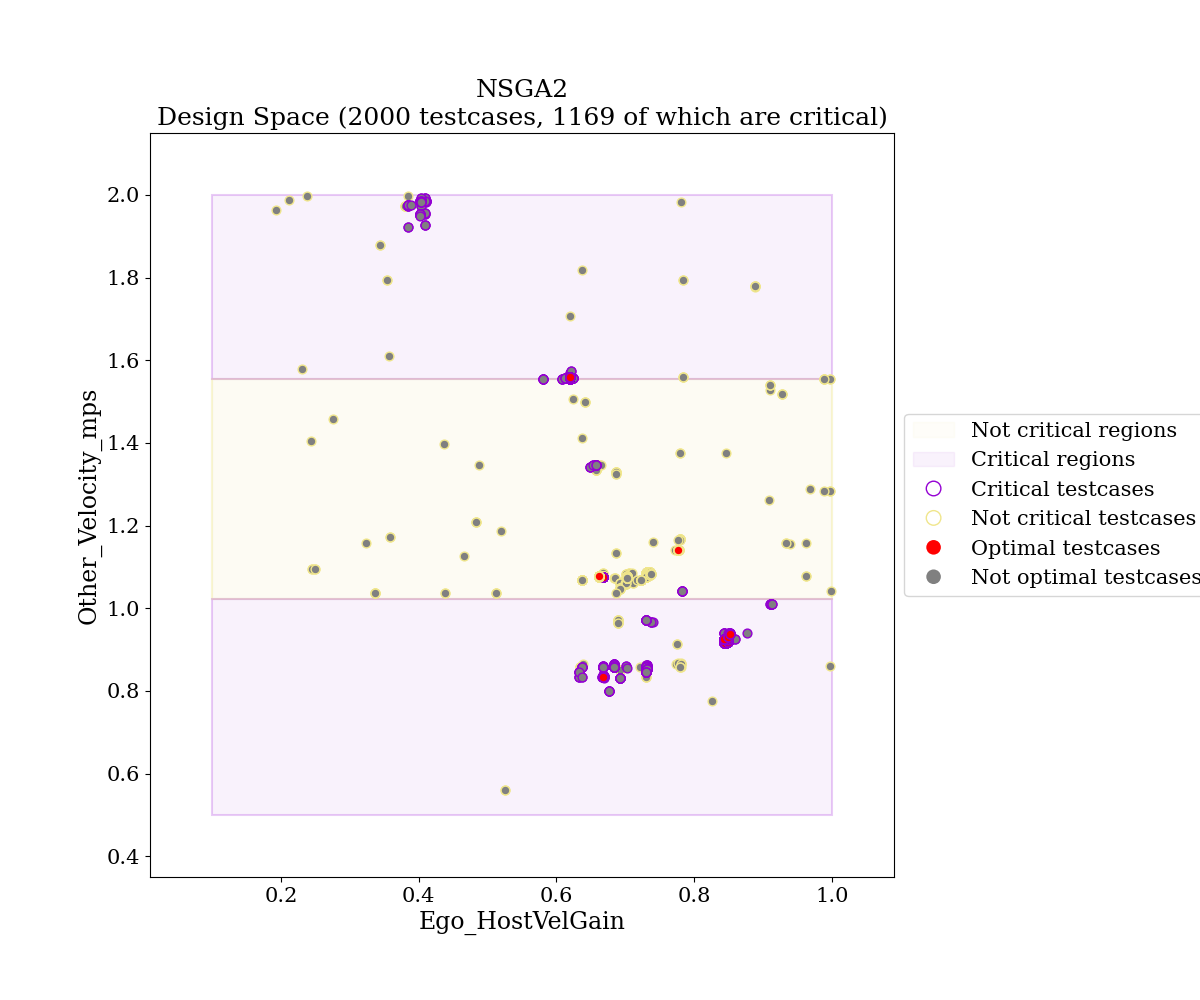 NSGA2
Design Space (2000 testcases, 1169 of which are critical)
2.0
1.8
1.6
1.4
1.2
1.0
0.8
0.6
0.4
Other_Velocity_mps
0.2
0.4
0.6
0.8
1.0
Ego_HostVelGain
Not critical regions
Critical regions
Critical testcases
Not critical testcases
Optimal testcases
Not optimal testcases